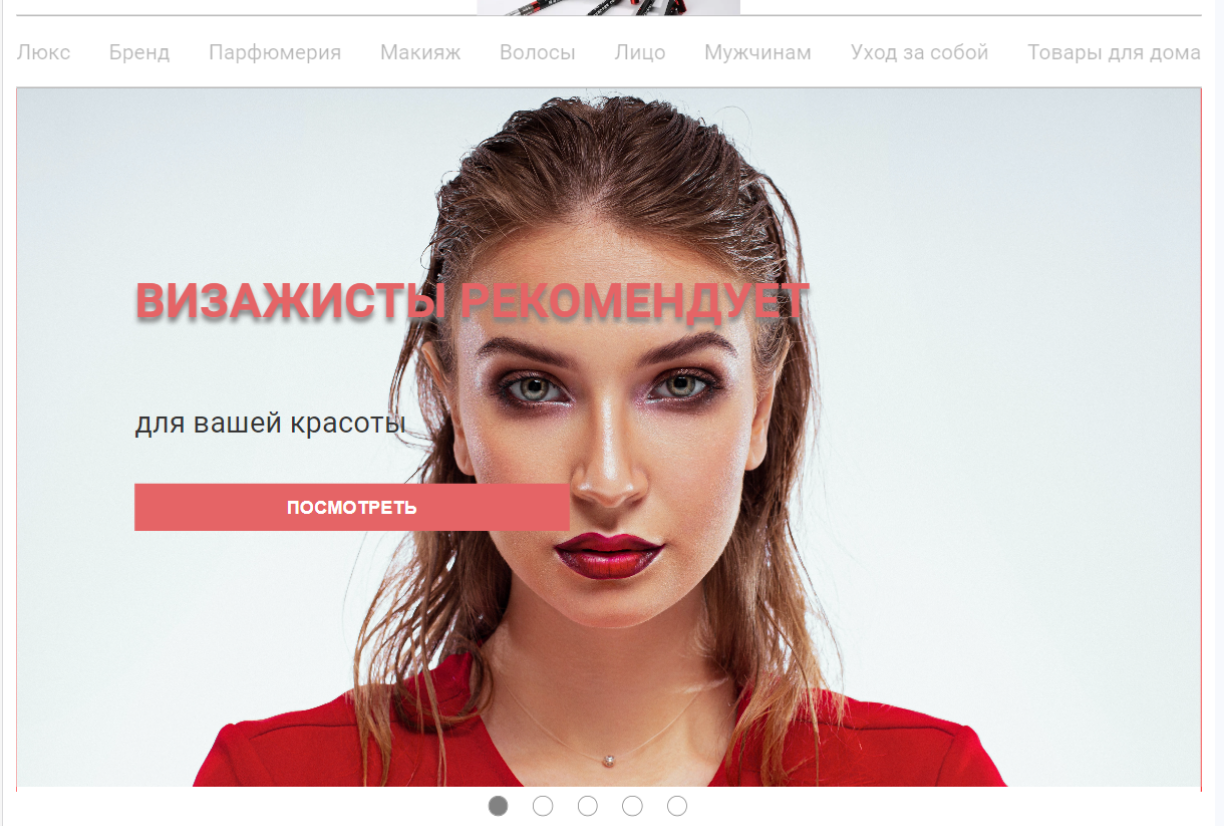 Люкс Бренд Парфюмерия Макияж Волосы Лицо Мужчинам Уход за собой Товары для дома
ВИЗАЖИСТЫ РЕКОМЕНДУЕТ
для вашей красоты
ПОСМОТРЕТЬ